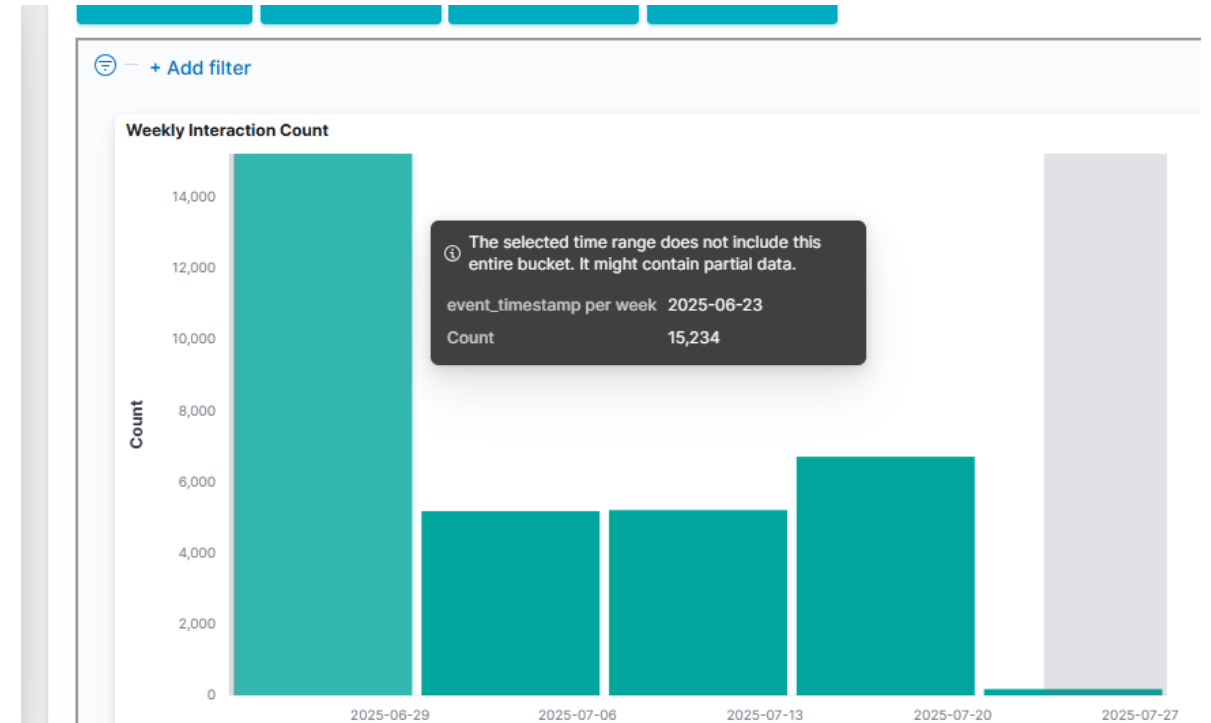 + Add filter
Weekly Interaction Count
14,000
12,000
10,000
8,000
6,000
4,000
2,000
0
Count
The selected time range does not include this
entire bucket. It might contain partial data.
event_timestamp per week 2025-06-23
Count 15,234
2025-06-29 2025-07-06 2025-07-13 2025-07-20 2025-07-27